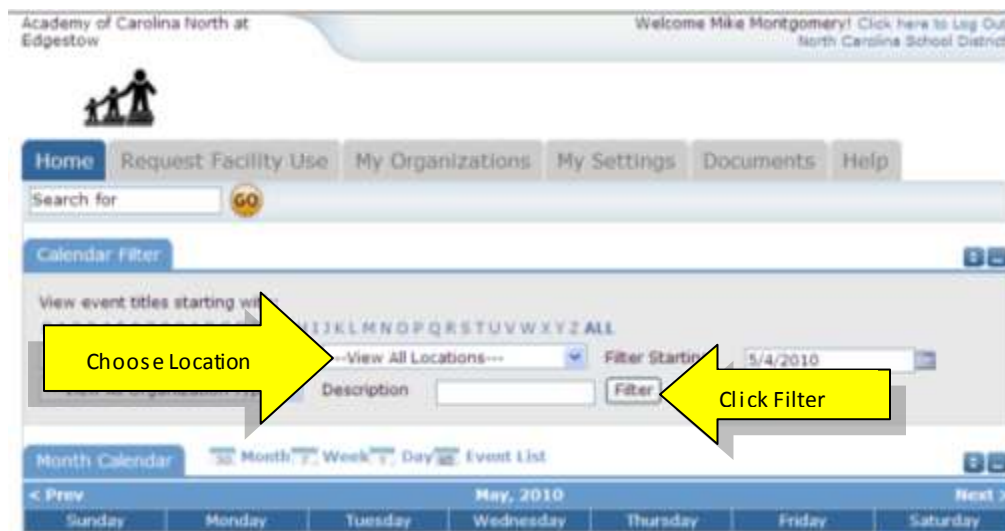 Academy of Carolina North at
Edgestow
Welcome Mike Montgomery! Click here to Log Out
North Carolina School District
Home Request Facility Use My Organizations My Settings Documents Help
Search for GO
Calendar Filter
View event titles starting
I J K L M N O P Q R S T U V W X Y Z ALL
Choose Location
---View All Locations---
Filter Starting
5/4/2010
Description
Filter
Click Filter
Month Calendar
Month Week Day Event List
< Prev May, 2010 Next >
Sunday Monday Tuesday Wednesday Thursday Friday Saturday